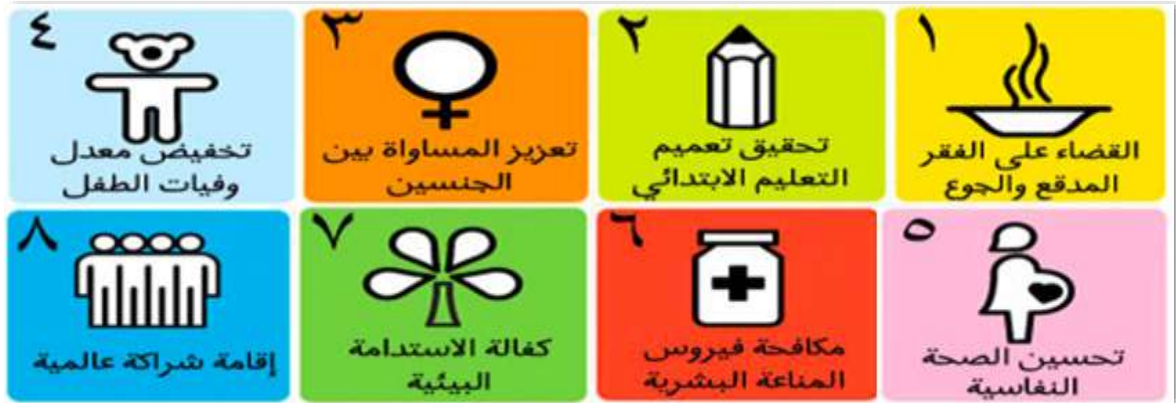 ١
القضاء على الفقر
المدقع والجوع
٢
تحقيق تعميم
التعليم الابتدائي
٣
تعزيز المساواة بين
الجنسين
٤
تخفيض معدل
وفيات الطفل
٥
تحسين الصحة
النفاسية
٦
مكافحة فيروس
المناعة البشرية
٧
كفالة الاستدامة
البيئية
٨
إقامة شراكة عالمية